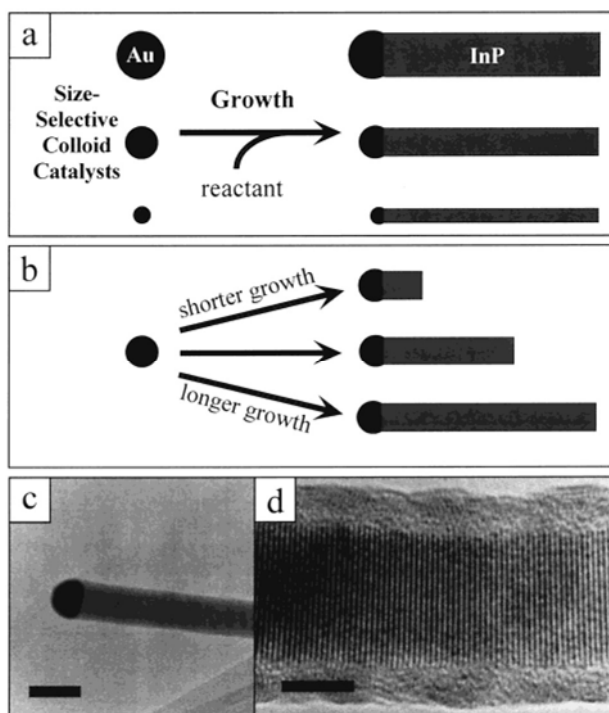 a
Au
InP
Size-
Selective
Colloid
Catalysts
Growth
reactant
b
shorter growth
longer growth
c
d